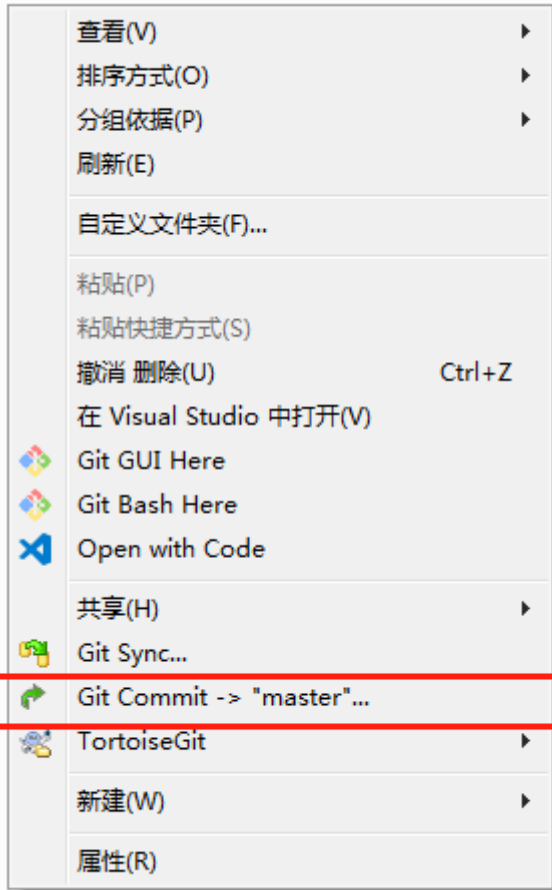 查看(V)
排序方式(O)
分组依据(P)
刷新(E)
自定义文件夹(F)...
粘贴(P)
粘贴快捷方式(S)
撤消 删除(U) Ctrl+Z
在 Visual Studio 中打开(V)
Git GUI Here
Git Bash Here
Open with Code
共享(H)
Git Sync...
Git Commit -> "master"...
TortoiseGit
新建(W)
属性(R)